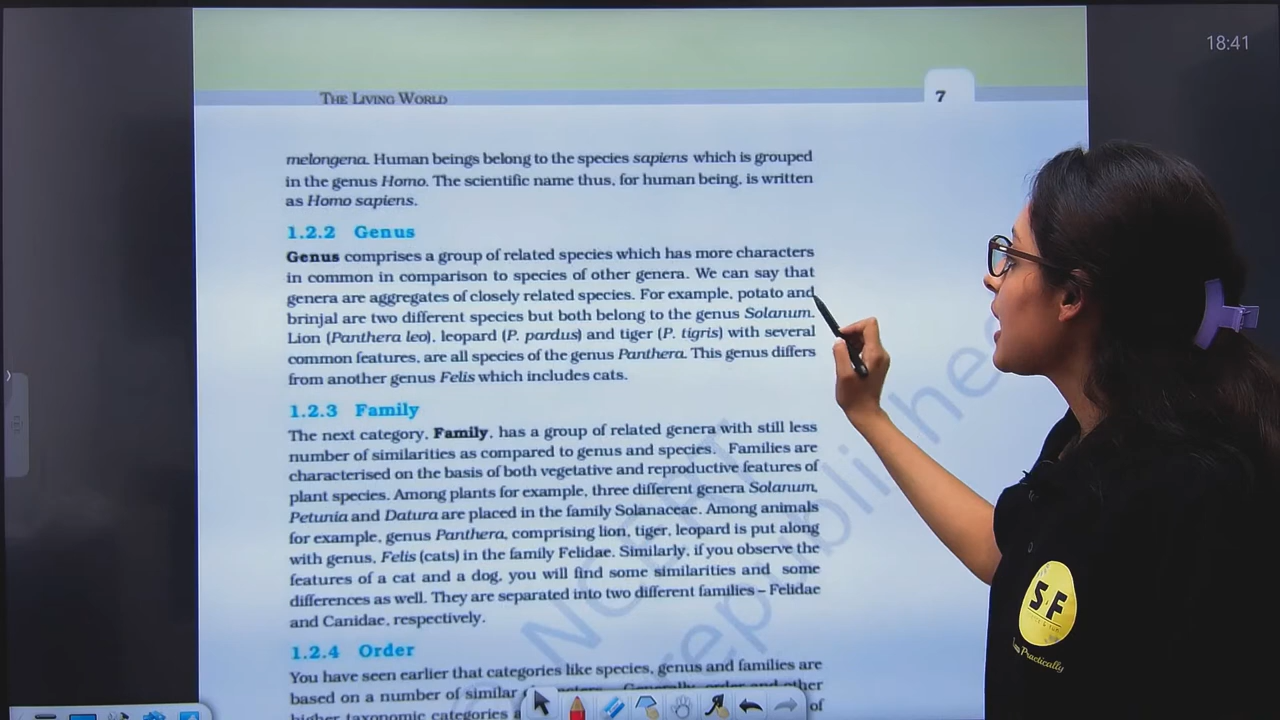 18:41
THE LIVING WORLD
7
melongena. Human beings belong to the species sapiens which is grouped
in the genus Homo. The scientific name thus, for human being, is written
as Homo sapiens.
1.2.2 Genus
Genus comprises a group of related species which has more characters
in common in comparison to species of other genera. We can say that
genera are aggregates of closely related species. For example, potato and
brinjal are two different species but both belong to the genus Solanum.
Lion (Panthera leo), leopard (P. pardus) and tiger (P. tigris) with several
common features, are all species of the genus Panthera. This genus differs
from another genus Felis which includes cats.
1.2.3 Family
The next category, Family, has a group of related genera with still less
number of similarities as compared to genus and species. Families are
characterised on the basis of both vegetative and reproductive features of
plant species. Among plants for example, three different genera Solanum,
Petunia and Datura are placed in the family Solanaceae. Among animals
for example, genus Panthera, comprising lion, tiger, leopard is put along
with genus, Felis (cats) in the family Felidae. Similarly, if you observe the
features of a cat and a dog, you will find some similarities and some
differences as well. They are separated into two different families – Felidae
and Canidae, respectively.
1.2.4 Order
You have seen earlier that categories like species, genus and families are
based on a number of similar
higher taxonomic categories of
NCERT
republished
S·F
Practically